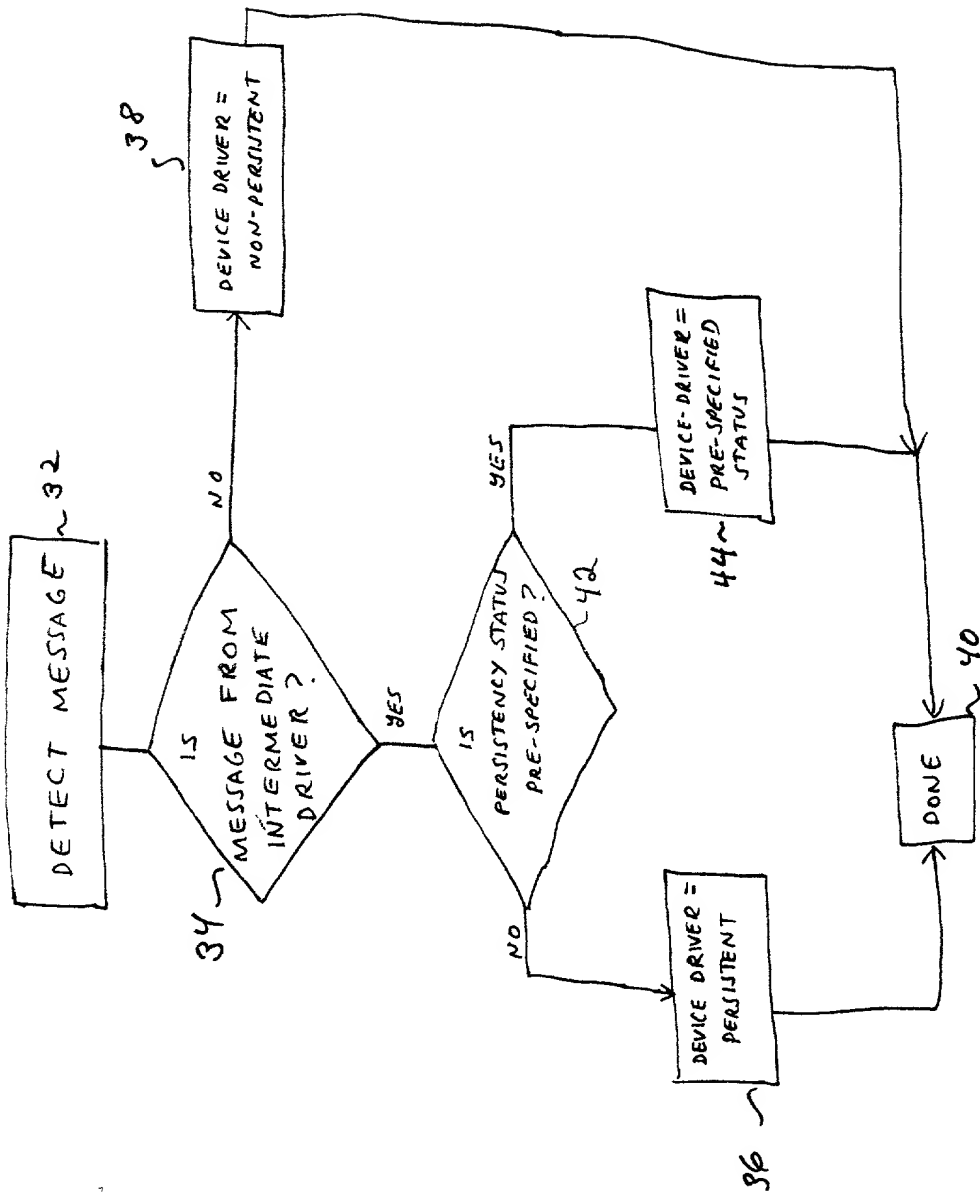 DETECT MESSAGE
32
34
IS
MESSAGE FROM
INTERMEDIATE
DRIVER?
NO
38
DEVICE DRIVER =
NON-PERSISTENT
YES
IS
PERSISTENCY STATUS
PRE-SPECIFIED?
42
NO
YES
36
DEVICE DRIVER =
PERSISTENT
44
DEVICE-DRIVER =
PRE-SPECIFIED
STATUS
DONE
40